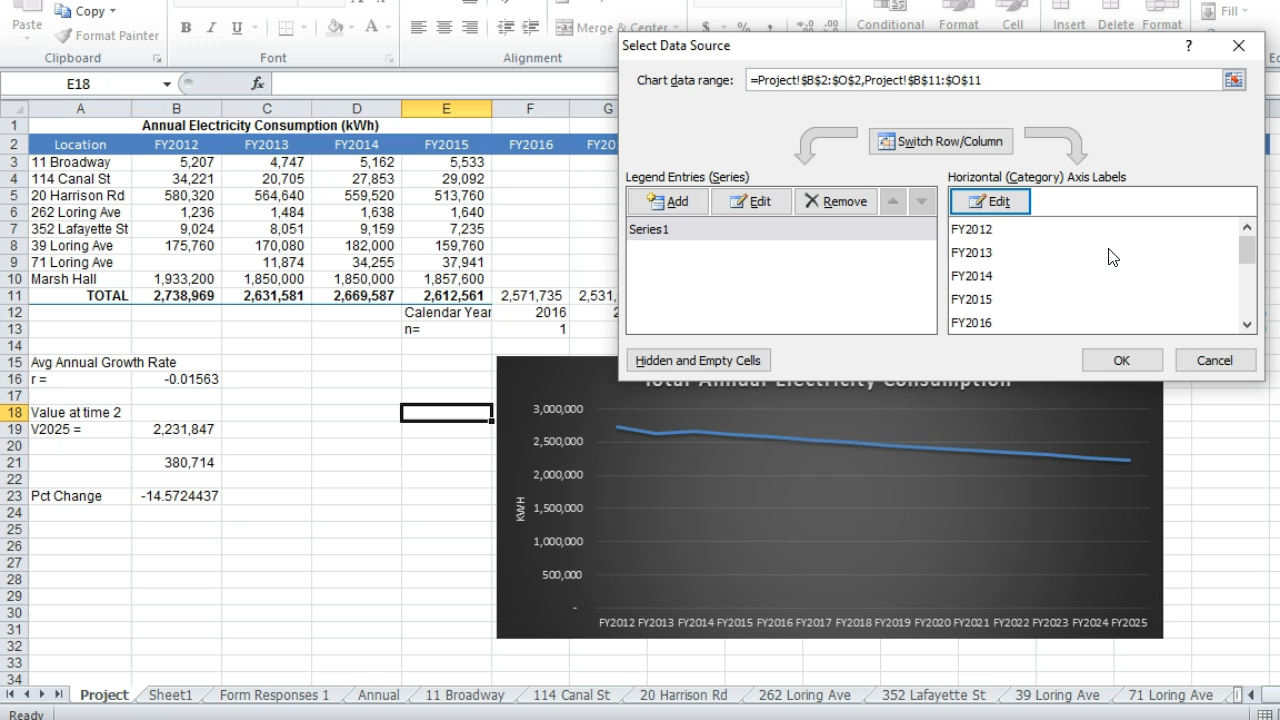 Paste
Copy
Format Painter
Clipboard
B I U
A
Font
Merge & Center
Alignment
$ %
Conditional Format Cell
Insert Delete Format
Fill
Select Data Source
?
Chart data range: =Project!$B$2:$O$2,Project!$B$11:$O$11
Switch Row/Column
Legend Entries (Series)
Add Edit Remove
Series1
Horizontal (Category) Axis Labels
Edit
FY2012
FY2013
FY2014
FY2015
FY2016
Hidden and Empty Cells
OK Cancel
E18 fx
A B C D E F G
1 Annual Electricity Consumption (kWh)
2 Location FY2012 FY2013 FY2014 FY2015 FY2016
3 11 Broadway 5,207 4,747 5,162 5,533
4 114 Canal St 34,221 20,705 27,853 29,092
5 20 Harrison Rd 580,320 564,640 559,520 513,760
6 262 Loring Ave 1,236 1,484 1,638 1,640
7 352 Lafayette St 9,024 8,051 9,159 7,235
8 39 Loring Ave 175,760 170,080 182,000 159,760
9 71 Loring Ave 11,874 34,255 37,941
10 Marsh Hall 1,933,200 1,850,000 1,850,000 1,857,600
11 TOTAL 2,738,969 2,631,581 2,669,587 2,612,561 2,571,735 2,531,
12 Calendar Year 2016
13 n= 1
14
15 Avg Annual Growth Rate
16 r = -0.01563
17
18 Value at time 2
19 V2025 = 2,231,847
20
21 380,714
22
23 Pct Change -14.5724437
24
25
26
27
28
29
30
31
32
33
34
Total Annual Electricity Consumption
3,000,000
2,500,000
2,000,000
1,500,000
1,000,000
500,000
-
KWH
FY2012 FY2013 FY2014 FY2015 FY2016 FY2017 FY2018 FY2019 FY2020 FY2021 FY2022 FY2023 FY2024 FY2025
Project Sheet1 Form Responses 1 Annual 11 Broadway 114 Canal St 20 Harrison Rd 262 Loring Ave 352 Lafayette St 39 Loring Ave 71 Loring Ave
Ready